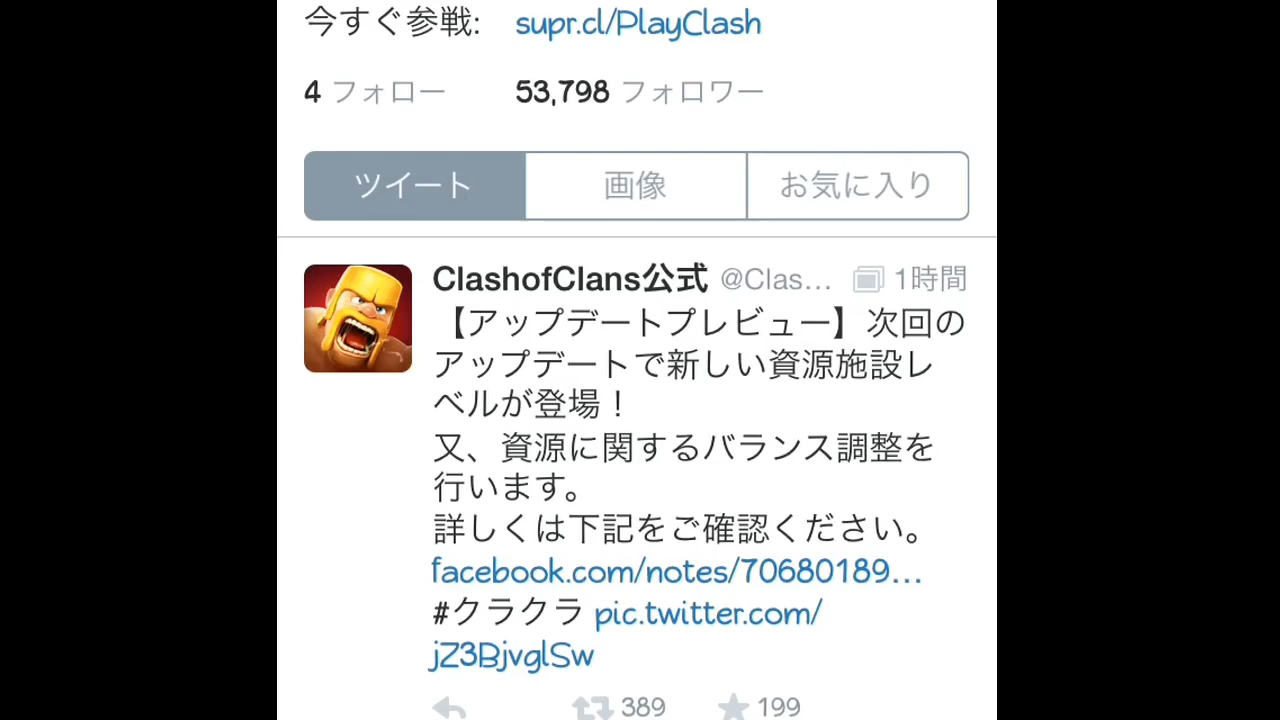 今すぐ参戦: supr.cl/PlayClash
4 フォロー 53,798 フォロワー
ツイート 画像 お気に入り
ClashofClans公式 @Clas... 1時間
【アップデートプレビュー】次回の
アップデートで新しい資源施設レ
ベルが登場！
又、資源に関するバランス調整を
行います。
詳しくは下記をご確認ください。
facebook.com/notes/70680189...
#クラクラ pic.twitter.com/
jZ3BjvglSw
389 199